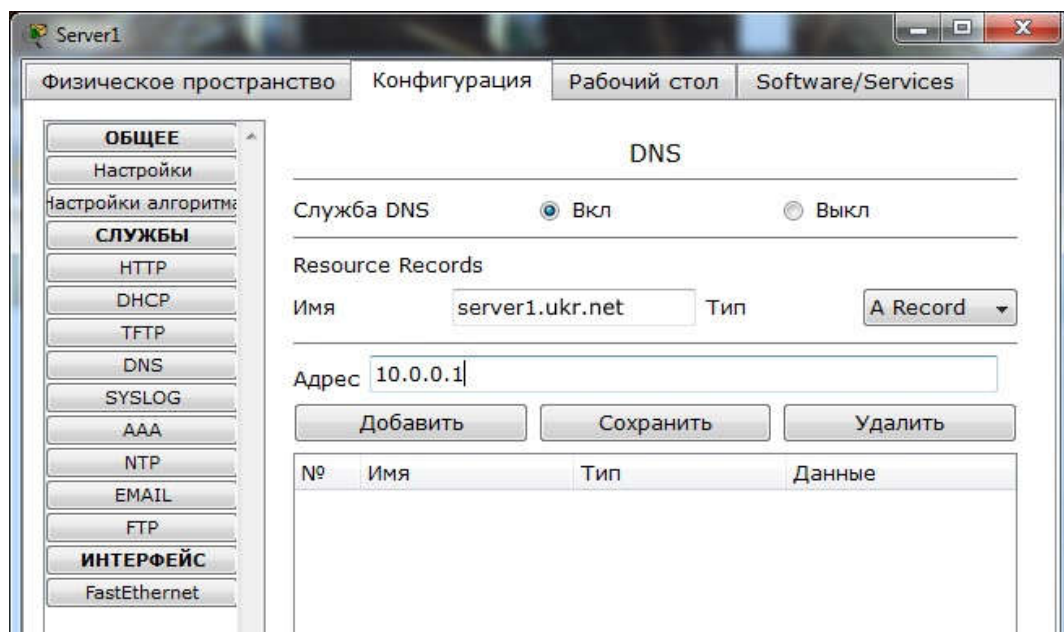 Server1
Физическое пространство Конфигурация Рабочий стол Software/Services
ОБЩЕЕ
Настройки
Настройки алгоритма
СЛУЖБЫ
HTTP
DHCP
TFTP
DNS
SYSLOG
AAA
NTP
EMAIL
FTP
ИНТЕРФЕЙС
FastEthernet
DNS
Служба DNS Вкл Выкл
Resource Records
Имя server1.ukr.net Тип A Record
Адрес 10.0.0.1
Добавить Сохранить Удалить
№ Имя Тип Данные